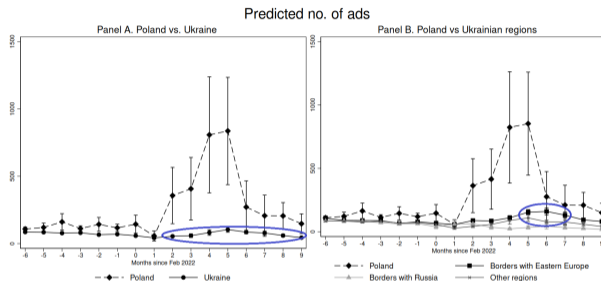 Predicted no. of ads
Panel A. Poland vs. Ukraine
1500
1000
500
0
-6 -5 -4 -3 -2 -1 0 1 2 3 4 5 6 7 8 9
Months since Feb 2022
Poland Ukraine
Panel B. Poland vs Ukrainian regions
1500
1000
500
0
-6 -5 -4 -3 -2 -1 0 1 2 3 4 5 6 7 8 9
Months since Feb 2022
Poland Borders with Eastern Europe
Borders with Russia Other regions